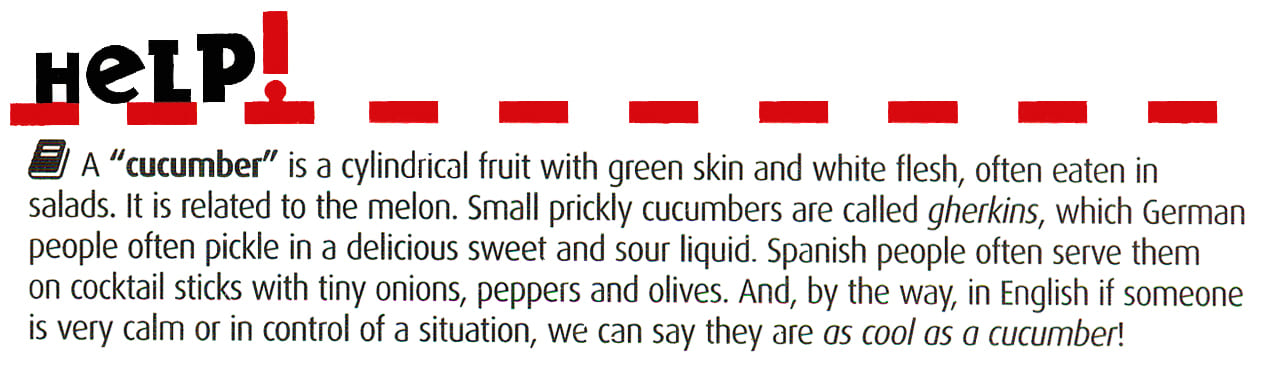 HeLP!
A "cucumber" is a cylindrical fruit with green skin and white flesh, often eaten in
salads. It is related to the melon. Small prickly cucumbers are called gherkins, which German
people often pickle in a delicious sweet and sour liquid. Spanish people often serve them
on cocktail sticks with tiny onions, peppers and olives. And, by the way, in English if someone
is very calm or in control of a situation, we can say they are as cool as a cucumber!